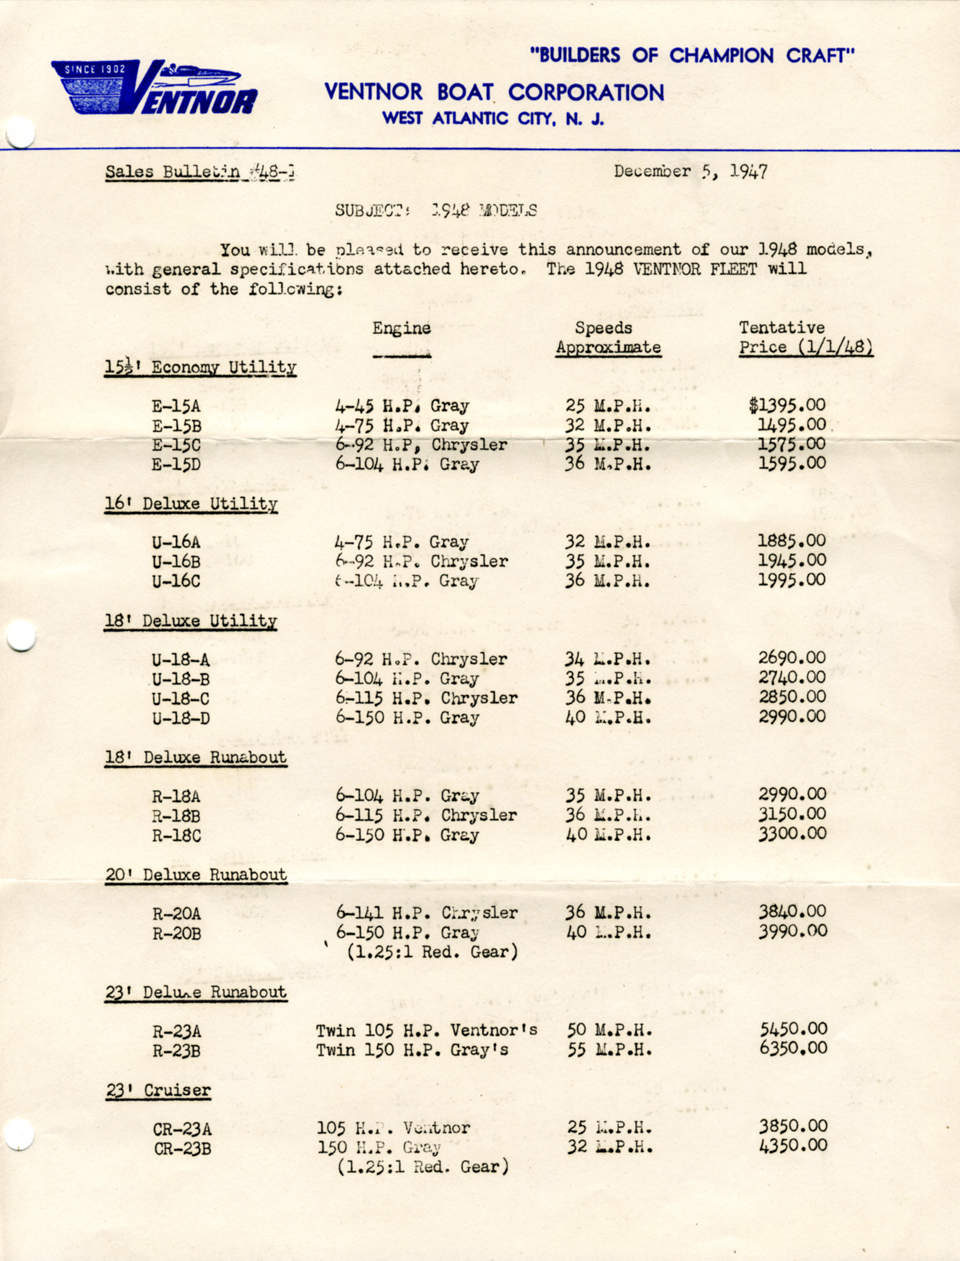 "BUILDERS OF CHAMPION CRAFT"
SINCE 1902
VENTNOR
VENTNOR BOAT CORPORATION
WEST ATLANTIC CITY, N. J.
Sales Bulletin #48-1 December 5, 1947
SUBJECT: 1948 MODELS
You will be pleased to receive this announcement of our 1948 models,
with general specifications attached hereto. The 1948 VENTNOR FLEET will
consist of the following:
Engine Speeds Tentative
Approximate Price (1/1/48)
15½' Economy Utility
E-15A 4-45 H.P. Gray 25 M.P.H. $1395.00
E-15B 4-75 H.P. Gray 32 M.P.H. 1495.00
E-15C 6-92 H.P. Chrysler 35 M.P.H. 1575.00
E-15D 6-104 H.P. Gray 36 M.P.H. 1595.00
16' Deluxe Utility
U-16A 4-75 H.P. Gray 32 M.P.H. 1885.00
U-16B 6-92 H.P. Chrysler 35 M.P.H. 1945.00
U-16C 6-104 H.P. Gray 36 M.P.H. 1995.00
18' Deluxe Utility
U-18-A 6-92 H.P. Chrysler 34 M.P.H. 2690.00
U-18-B 6-104 H.P. Gray 35 M.P.H. 2740.00
U-18-C 6-115 H.P. Chrysler 36 M.P.H. 2850.00
U-18-D 6-150 H.P. Gray 40 M.P.H. 2990.00
18' Deluxe Runabout
R-18A 6-104 H.P. Gray 35 M.P.H. 2990.00
R-18B 6-115 H.P. Chrysler 36 M.P.H. 3150.00
R-18C 6-150 H.P. Gray 40 M.P.H. 3300.00
20' Deluxe Runabout
R-20A 6-141 H.P. Chrysler 36 M.P.H. 3840.00
R-20B 6-150 H.P. Gray 40 M.P.H. 3990.00
(1.25:1 Red. Gear)
23' Deluxe Runabout
R-23A Twin 105 H.P. Ventnor's 50 M.P.H. 5450.00
R-23B Twin 150 H.P. Gray's 55 M.P.H. 6350.00
23' Cruiser
CR-23A 105 H.P. Ventnor 25 M.P.H. 3850.00
CR-23B 150 H.P. Gray 32 M.P.H. 4350.00
(1.25:1 Red. Gear)